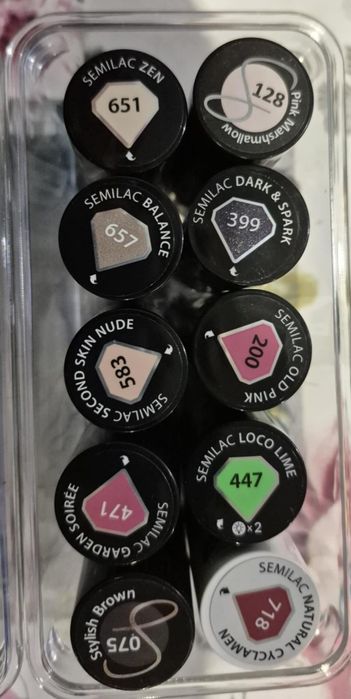 SEMILAC ZEN
651
128
Pink Marshmallow
SEMILAC BALANCE
657
SEMILAC DARK & SPARK
399
SEMILAC SECOND SKIN NUDE
583
SEMILAC OLD PINK
200
SEMILAC GARDEN SOIRÉE
471
SEMILAC LOCO LIME
447
x2
Stylish Brown
075
SEMILAC NATURAL CYCLAMEN
718